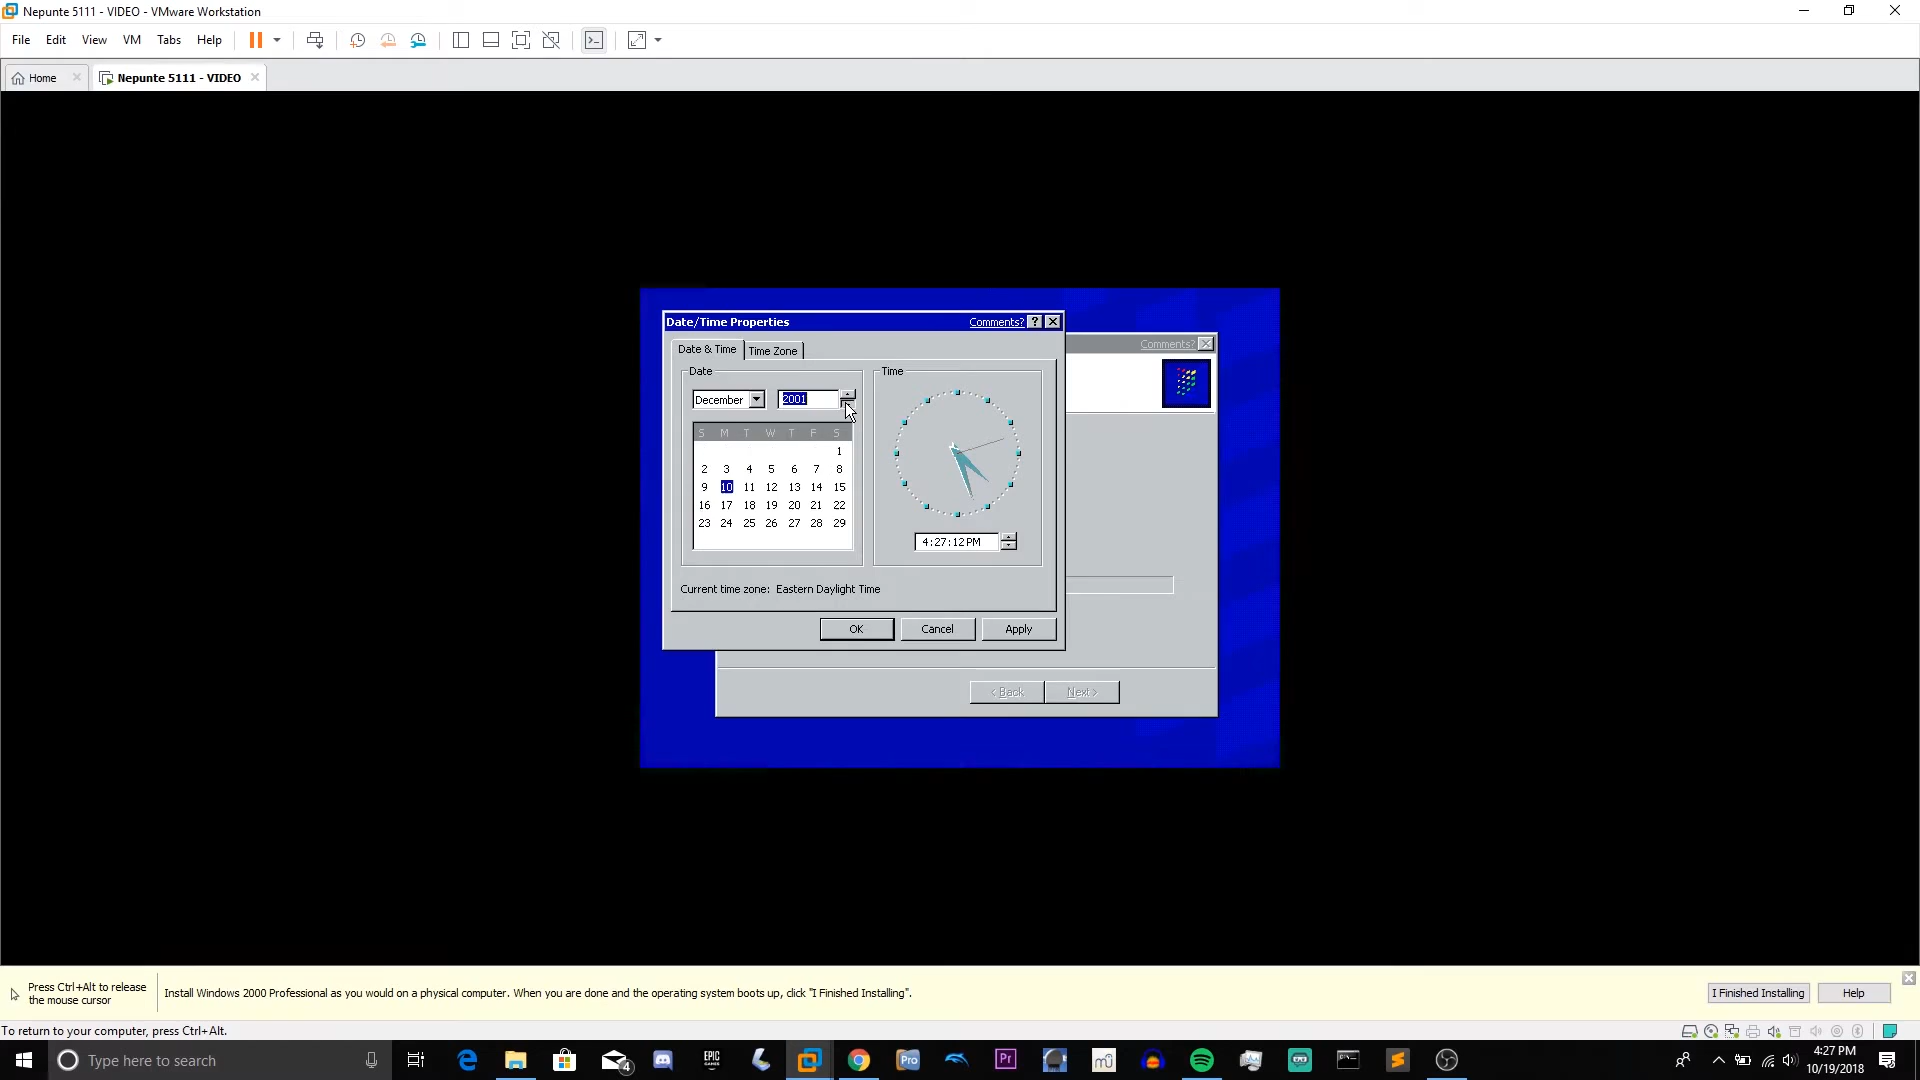 Nepunte 5111 - VIDEO - VMware Workstation
File Edit View VM Tabs Help
Home Nepunte 5111 - VIDEO
Date/Time Properties Comments? ?
Comments?
Date & Time Time Zone
Date Time
December 2001
S M T W T F S
1
2 3 4 5 6 7 8
9 10 11 12 13 14 15
16 17 18 19 20 21 22
23 24 25 26 27 28 29
4:27:12 PM
Current time zone: Eastern Daylight Time
OK Cancel Apply
< Back Next >
Press Ctrl+Alt to release
the mouse cursor
Install Windows 2000 Professional as you would on a physical computer. When you are done and the operating system boots up, click "I Finished Installing".
I Finished Installing Help
To return to your computer, press Ctrl+Alt.
Type here to search
4
EPIC
GAMES
Pro
Pr
mi
S
4:27 PM
10/19/2018